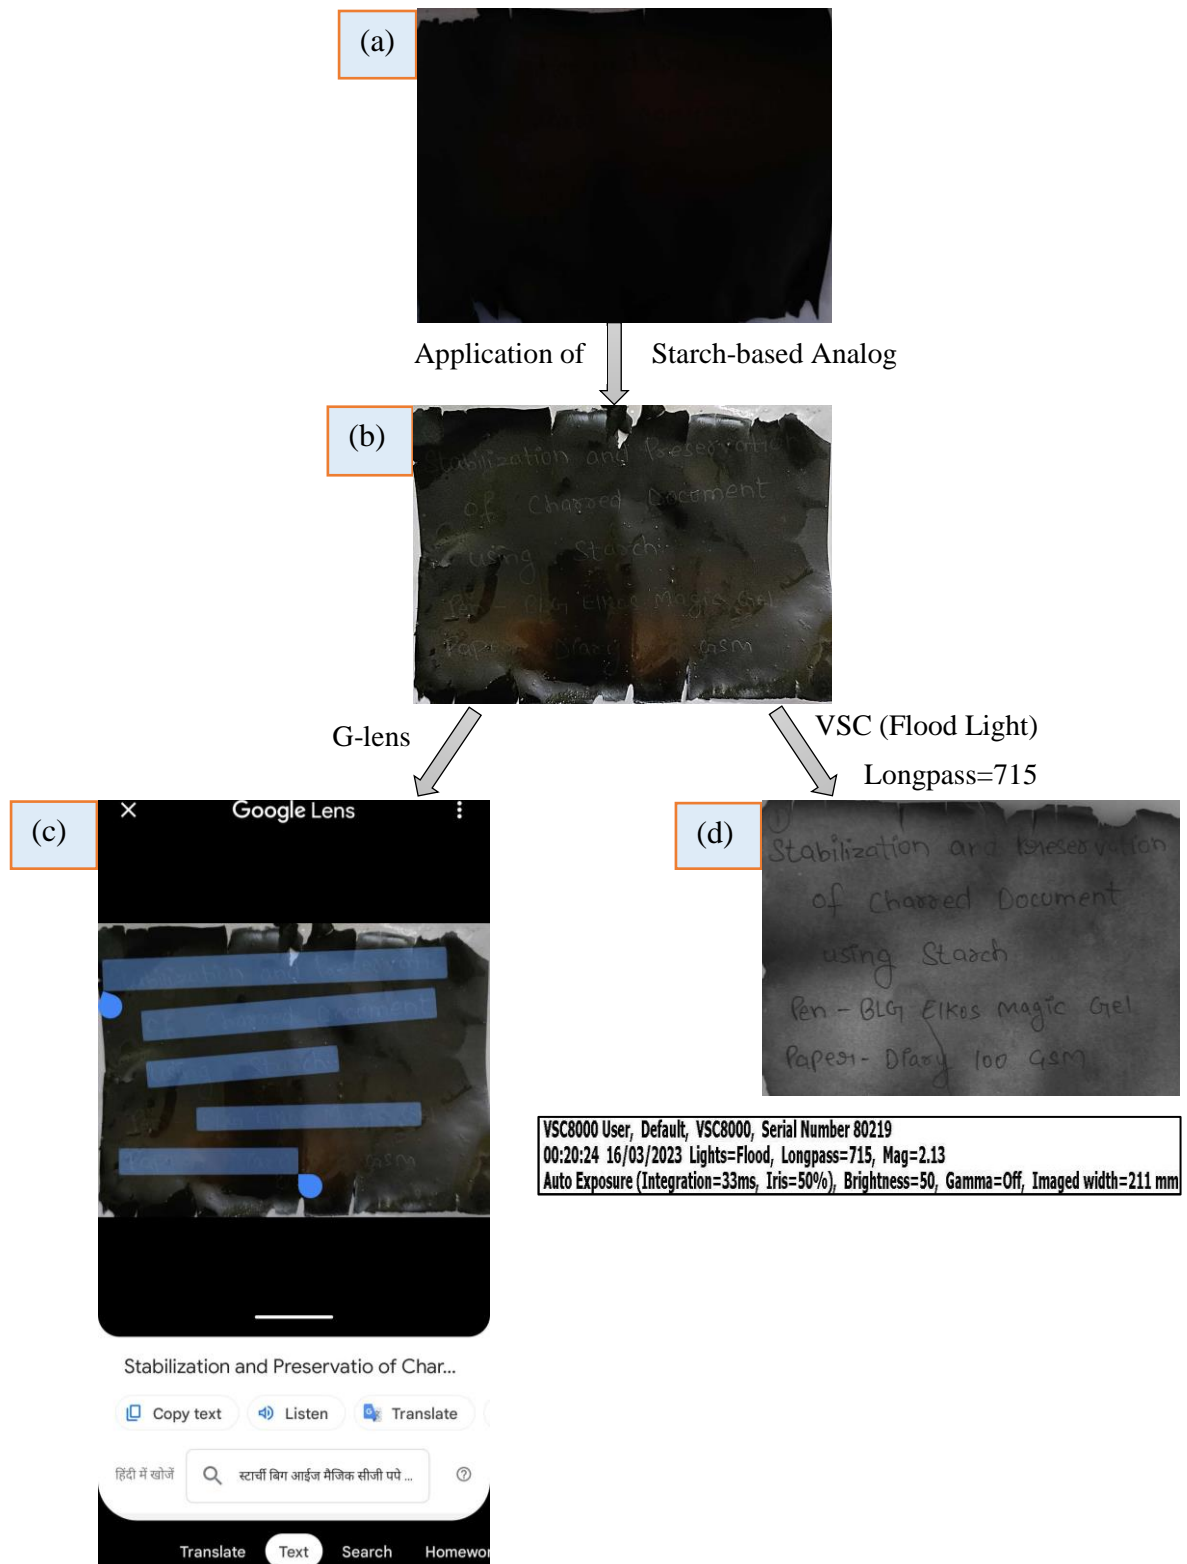 (a)
Application of Starch-based Analog
(b)
Stabilization and Preservation
of Charred Document
using Starch
Pen - BLG Elkos Magic Gel
Paper - Diary GSM
G-lens
VSC (Flood Light)
Longpass=715
(c)
Google Lens
Stabilization and Preservatio of Char...
Copy text
Listen
Translate
हिंदी में खोजें
स्टार्ची बिग आईज मैजिक सीजी पपे ...
Translate Text Search Homewor
(d)
1
Stabilization and Preservation
of Charred Document
using Starch
Pen - BLG Elkos Magic Gel
Paper - Diary 100 GSM
VSC8000 User, Default, VSC8000, Serial Number 80219
00:20:24 16/03/2023 Lights=Flood, Longpass=715, Mag=2.13
Auto Exposure (Integration=33ms, Iris=50%), Brightness=50, Gamma=Off, Imaged width=211 mm